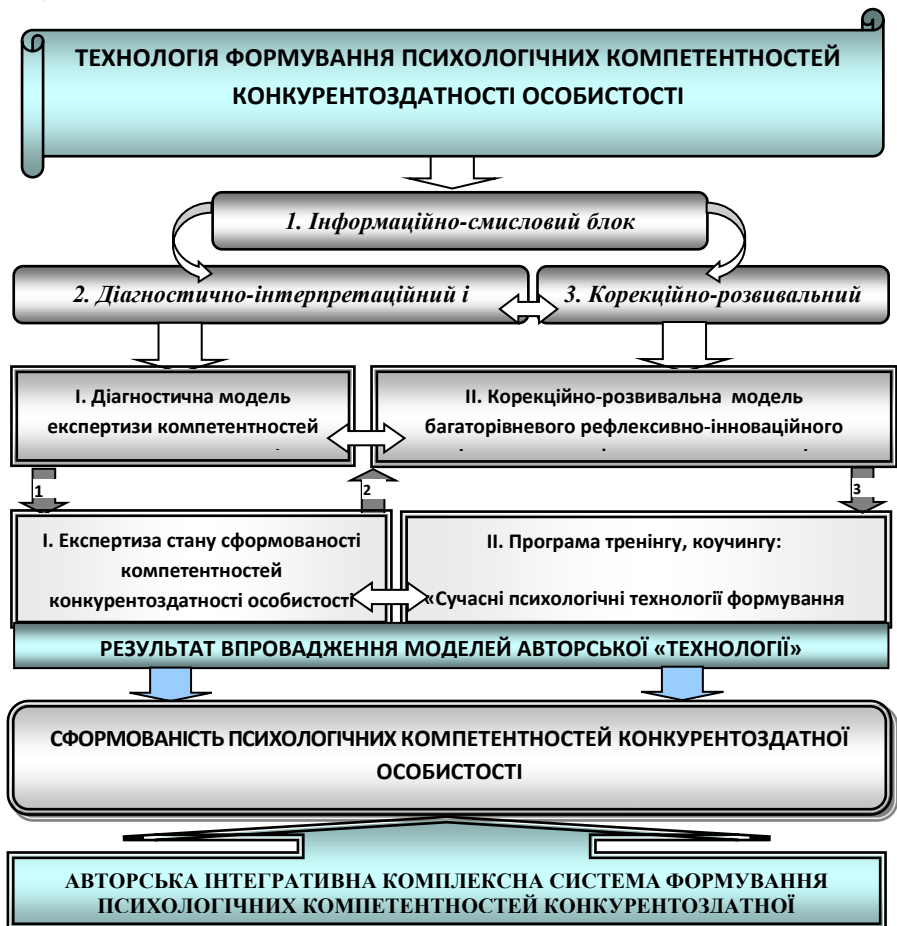 ТЕХНОЛОГІЯ ФОРМУВАННЯ ПСИХОЛОГІЧНИХ КОМПЕТЕНТНОСТЕЙ
КОНКУРЕНТОЗДАТНОСТІ ОСОБИСТОСТІ
1. Інформаційно-смисловий блок
2. Діагностично-інтерпретаційний і
3. Корекційно-розвивальний
І. Діагностична модель
експертизи компетентностей
ІІ. Корекційно-розвивальна модель
багаторівневого рефлексивно-інноваційного
1
2
3
І. Експертиза стану сформованості
компетентностей
конкурентоздатності особистості
ІІ. Програма тренінгу, коучингу:
«Сучасні психологічні технології формування
РЕЗУЛЬТАТ ВПРОВАДЖЕННЯ МОДЕЛЕЙ АВТОРСЬКОЇ «ТЕХНОЛОГІЇ»
СФОРМОВАНІСТЬ ПСИХОЛОГІЧНИХ КОМПЕТЕНТНОСТЕЙ КОНКУРЕНТОЗДАТНОЇ
ОСОБИСТОСТІ
АВТОРСЬКА ІНТЕГРАТИВНА КОМПЛЕКСНА СИСТЕМА ФОРМУВАННЯ
ПСИХОЛОГІЧНИХ КОМПЕТЕНТНОСТЕЙ КОНКУРЕНТОЗДАТНОЇ